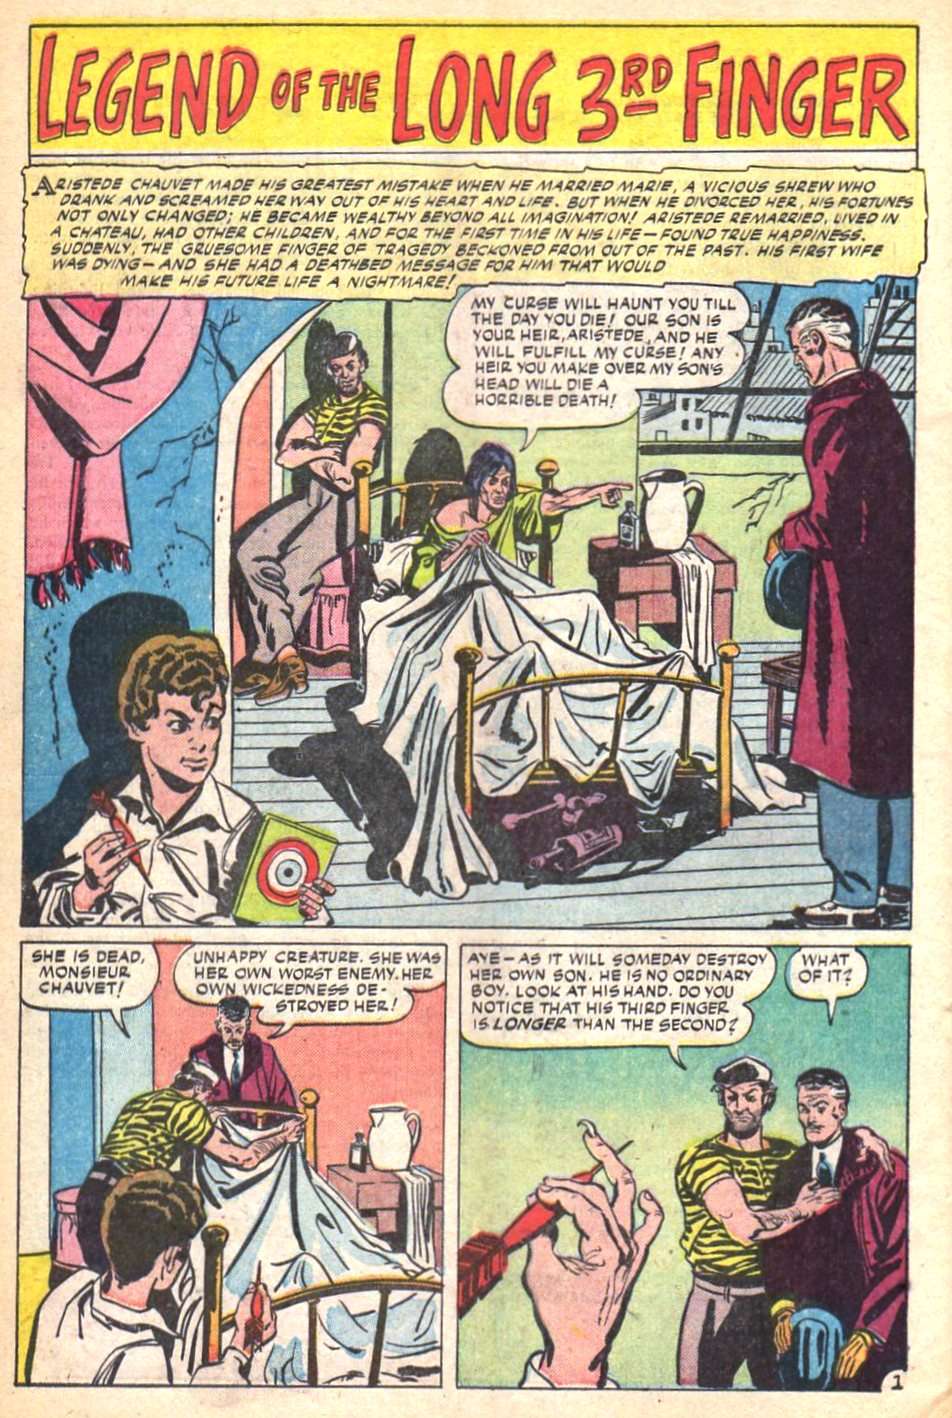 LEGEND OF THE LONG 3RD FINGER
ARISTEDE CHAUVET MADE HIS GREATEST MISTAKE WHEN HE MARRIED MARIE, A VICIOUS SHREW WHO
DRANK AND SCREAMED HER WAY OUT OF HIS HEART AND LIFE. BUT WHEN HE DIVORCED HER, HIS FORTUNES
NOT ONLY CHANGED; HE BECAME WEALTHY BEYOND ALL IMAGINATION! ARISTEDE REMARRIED, LIVED IN
A CHATEAU, HAD OTHER CHILDREN, AND FOR THE FIRST TIME IN HIS LIFE—FOUND TRUE HAPPINESS.
SUDDENLY, THE GRUESOME FINGER OF TRAGEDY BECKONED FROM OUT OF THE PAST. HIS FIRST WIFE
WAS DYING—AND SHE HAD A DEATHBED MESSAGE FOR HIM THAT WOULD
MAKE HIS FUTURE LIFE A NIGHTMARE!
MY CURSE WILL HAUNT YOU TILL
THE DAY YOU DIE! OUR SON IS
YOUR HEIR, ARISTEDE, AND HE
WILL FULFILL MY CURSE! ANY
HEIR YOU MAKE OVER MY SON'S
HEAD WILL DIE A
HORRIBLE DEATH!
SHE IS DEAD,
MONSIEUR
CHAUVET!
UNHAPPY CREATURE. SHE WAS
HER OWN WORST ENEMY. HER
OWN WICKEDNESS DE-
STROYED HER!
AYE—AS IT WILL SOMEDAY DESTROY
HER OWN SON. HE IS NO ORDINARY
BOY. LOOK AT HIS HAND. DO YOU
NOTICE THAT HIS THIRD FINGER
IS LONGER THAN THE SECOND?
WHAT
OF IT?
1